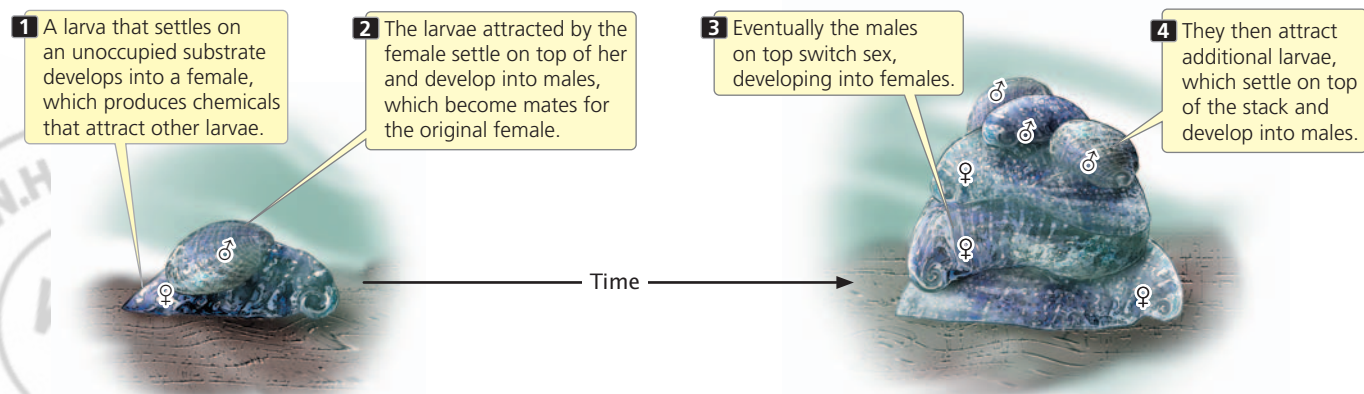 1 A larva that settles on
an unoccupied substrate
develops into a female,
which produces chemicals
that attract other larvae.
2 The larvae attracted by the
female settle on top of her
and develop into males,
which become mates for
the original female.
3 Eventually the males
on top switch sex,
developing into females.
4 They then attract
additional larvae,
which settle on top
of the stack and
develop into males.
♂
♀
Time
♂
♂
♂
♀
♀
♀